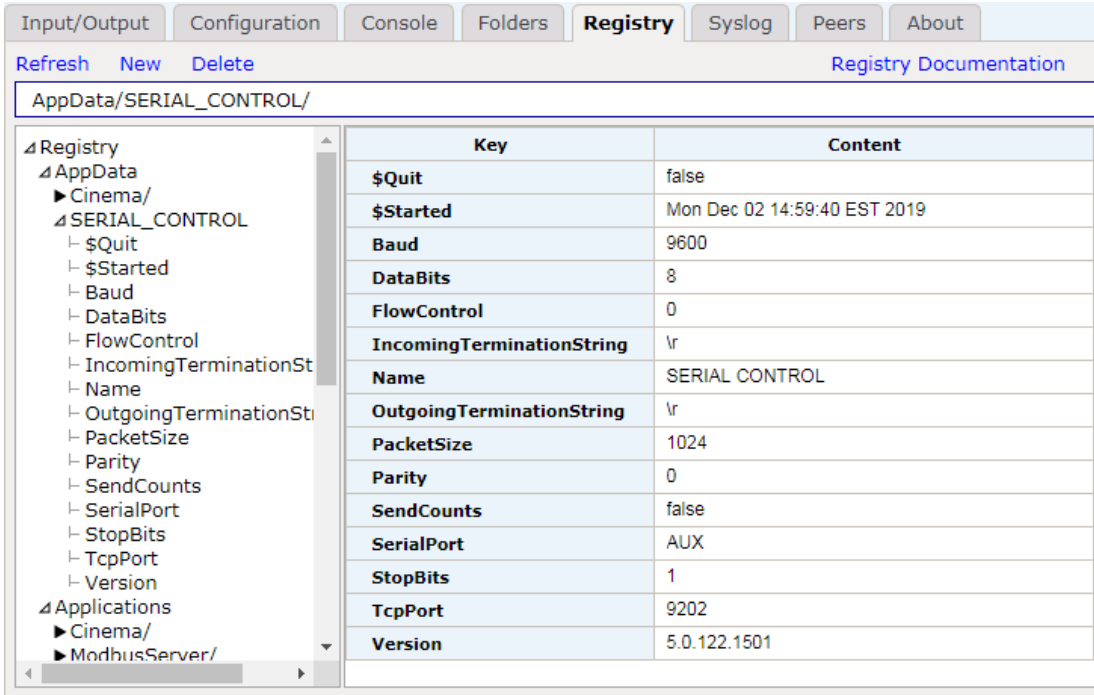 Input/Output Configuration Console Folders Registry Syslog Peers About
Refresh New Delete Registry Documentation
AppData/SERIAL_CONTROL/
Registry
AppData
Cinema/
SERIAL_CONTROL
$Quit
$Started
Baud
DataBits
FlowControl
IncomingTerminationSt
Name
OutgoingTerminationStr
PacketSize
Parity
SendCounts
SerialPort
StopBits
TcpPort
Version
Applications
Cinema/
ModbusServer/
Key Content
$Quit false
$Started Mon Dec 02 14:59:40 EST 2019
Baud 9600
DataBits 8
FlowControl 0
IncomingTerminationString \r
Name SERIAL CONTROL
OutgoingTerminationString \r
PacketSize 1024
Parity 0
SendCounts false
SerialPort AUX
StopBits 1
TcpPort 9202
Version 5.0.122.1501